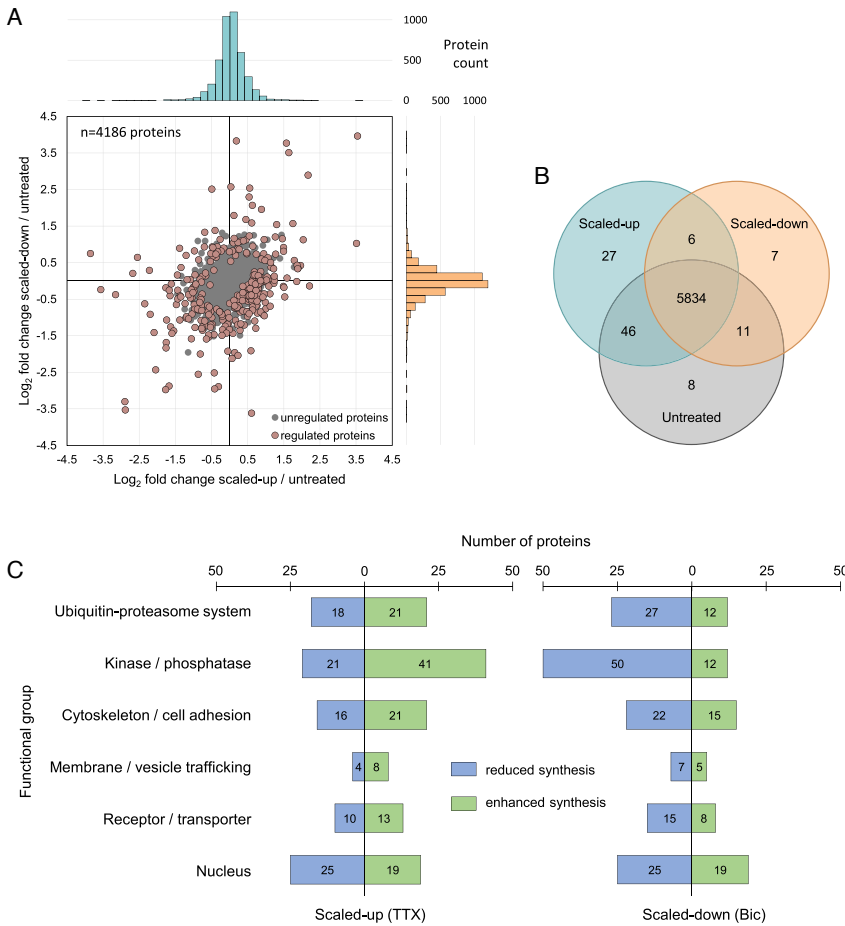 A
1000
500
0
Protein
count
0 500 1000
n=4186 proteins
4.5
3.5
2.5
1.5
0.5
-0.5
-1.5
-2.5
-3.5
-4.5
Log2 fold change scaled-down / untreated
unregulated proteins
regulated proteins
-4.5 -3.5 -2.5 -1.5 -0.5 0.5 1.5 2.5 3.5 4.5
Log2 fold change scaled-up / untreated
B
Scaled-up
Scaled-down
27
6
7
5834
46
11
8
Untreated
C
Number of proteins
50 25 0 25 50 50 25 0 25 50
Functional group
Ubiquitin-proteasome system 18 21 27 12
Kinase / phosphatase 21 41 50 12
Cytoskeleton / cell adhesion 16 21 22 15
Membrane / vesicle trafficking 4 8 7 5
reduced synthesis
enhanced synthesis
Receptor / transporter 10 13 15 8
Nucleus 25 19 25 19
Scaled-up (TTX) Scaled-down (Bic)